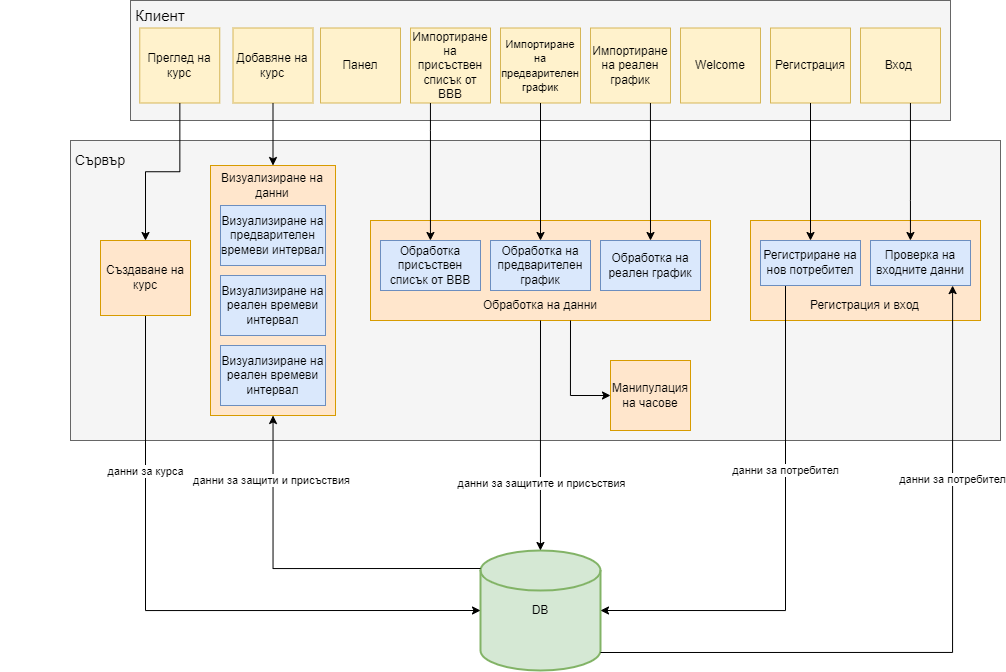 Клиент
Преглед на
курс
Добавяне на
курс
Панел
Импортиране
на
присъствен
списък от
BBB
Импортиране
на
предварителен
график
Импортиране
на реален
график
Welcome
Регистрация
Вход
Сървър
Създаване на
курс
Визуализиране на
данни
Визуализиране на
предварителен
времеви интервал
Визуализиране на
реален времеви
интервал
Визуализиране на
реален времеви
интервал
Обработка
присъствен
списък от BBB
Обработка на
предварителен
график
Обработка на
реален график
Обработка на данни
Манипулация
на часове
Регистриране на
нов потребител
Проверка на
входните данни
Регистрация и вход
данни за курса
данни за защити и присъствия
данни за защитите и присъствия
данни за потребител
данни за потребител
DB